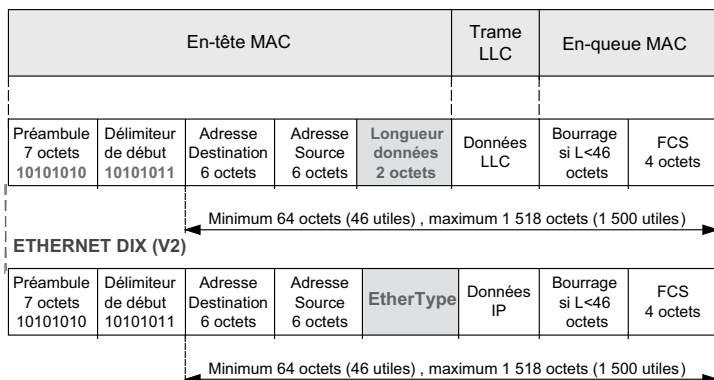 En-tête MAC
Trame
LLC
En-queue MAC
Préambule
7 octets
10101010
Délimiteur
de début
10101011
Adresse
Destination
6 octets
Adresse
Source
6 octets
Longueur
données
2 octets
Données
LLC
Bourrage
si L<46
octets
FCS
4 octets
Minimum 64 octets (46 utiles) , maximum 1 518 octets (1 500 utiles)
ETHERNET DIX (V2)
Préambule
7 octets
10101010
Délimiteur
de début
10101011
Adresse
Destination
6 octets
Adresse
Source
6 octets
EtherType
Données
IP
Bourrage
si L<46
octets
FCS
4 octets
Minimum 64 octets (46 utiles) , maximum 1 518 octets (1 500 utiles)